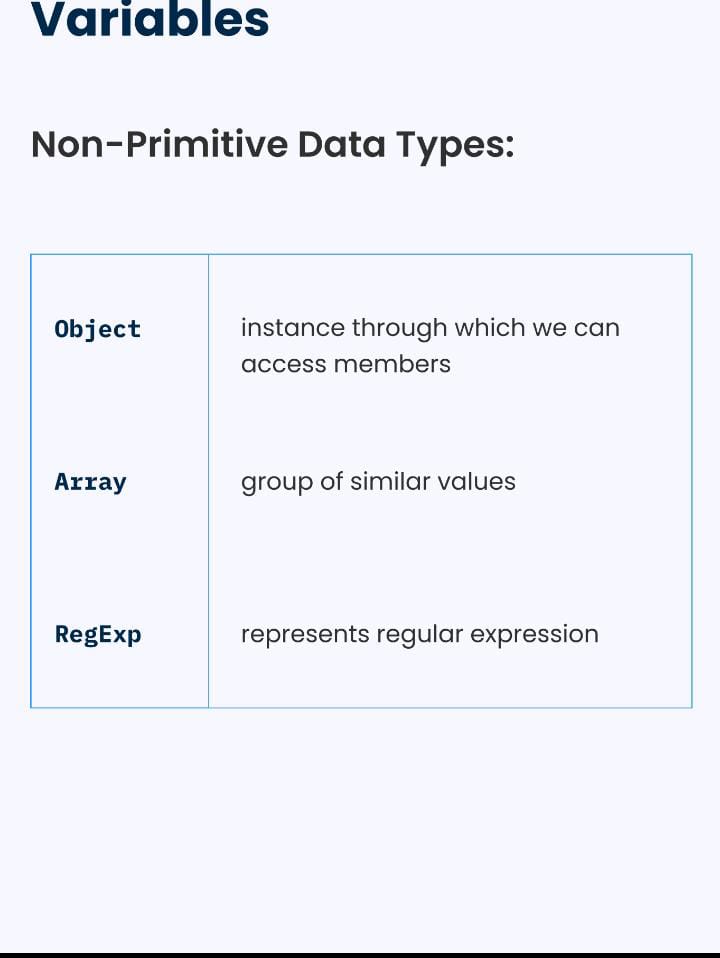 Variables
Non-Primitive Data Types:
Object
instance through which we can
access members
Array
group of similar values
RegExp
represents regular expression